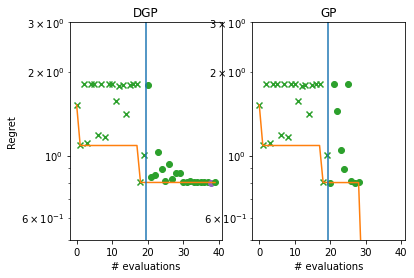 DGP
GP
3 × 10⁰
2 × 10⁰
10⁰
6 × 10⁻¹
Regret
0 10 20 30 40
# evaluations
3 × 10⁰
2 × 10⁰
10⁰
6 × 10⁻¹
0 10 20 30 40
# evaluations